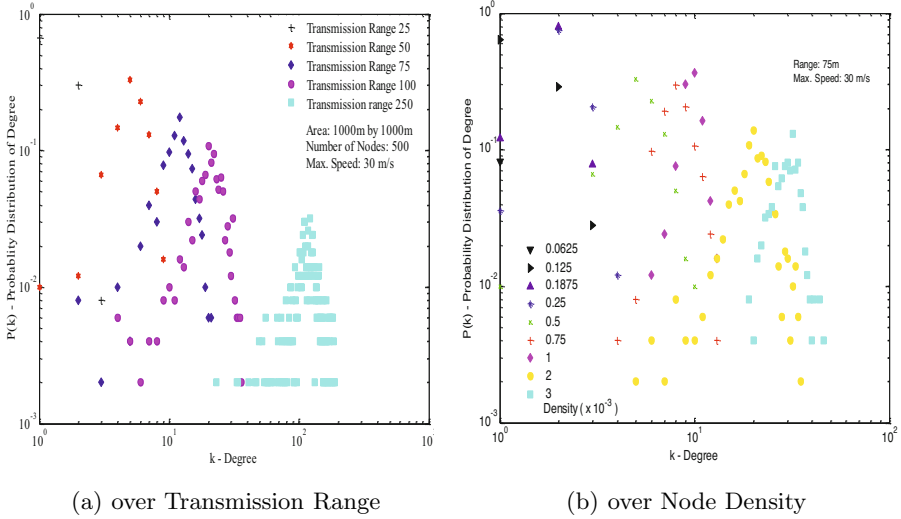 10^0
10^-1
10^-2
10^-3
P(k) - Probability Distribution of Degree
Transmission Range 25
Transmission Range 50
Transmission Range 75
Transmission Range 100
Transmission range 250
Area: 1000m by 1000m
Number of Nodes: 500
Max. Speed: 30 m/s
10^0 10^1 10^2 10
k - Degree
(a) over Transmission Range
10^0
10^-1
10^-2
10^-3
P(k) - Probability Distribution of Degree
Range: 75m
Max. Speed: 30 m/s
0.0625
0.125
0.1875
0.25
0.5
0.75
1
2
3
Density ( x 10^-3)
10^0 10^1 10^2
k - Degree
(b) over Node Density